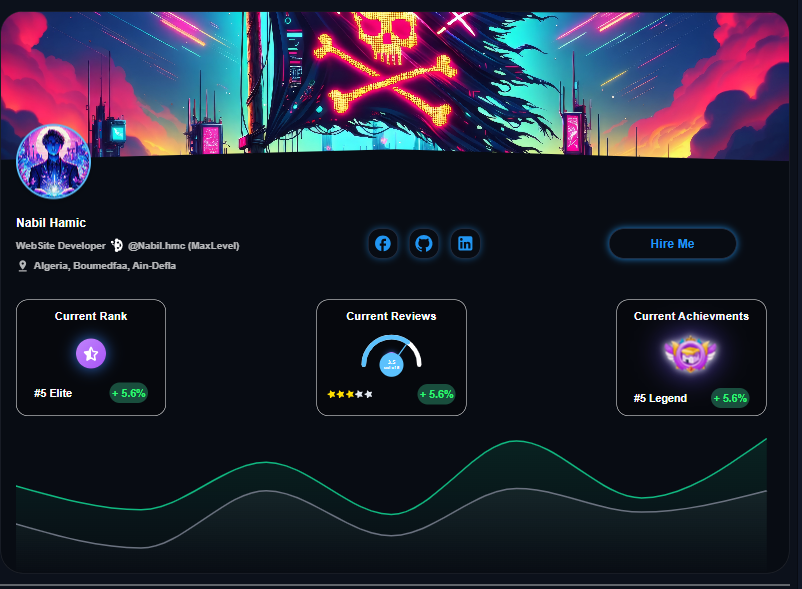 Nabil Hamic
WebSite Developer @Nabil.hmc (MaxLevel)
Algeria, Boumedfaa, Ain-Defla
Hire Me
Current Rank
#5 Elite + 5.6%
Current Reviews
+ 5.6%
Current Achievments
#5 Legend + 5.6%